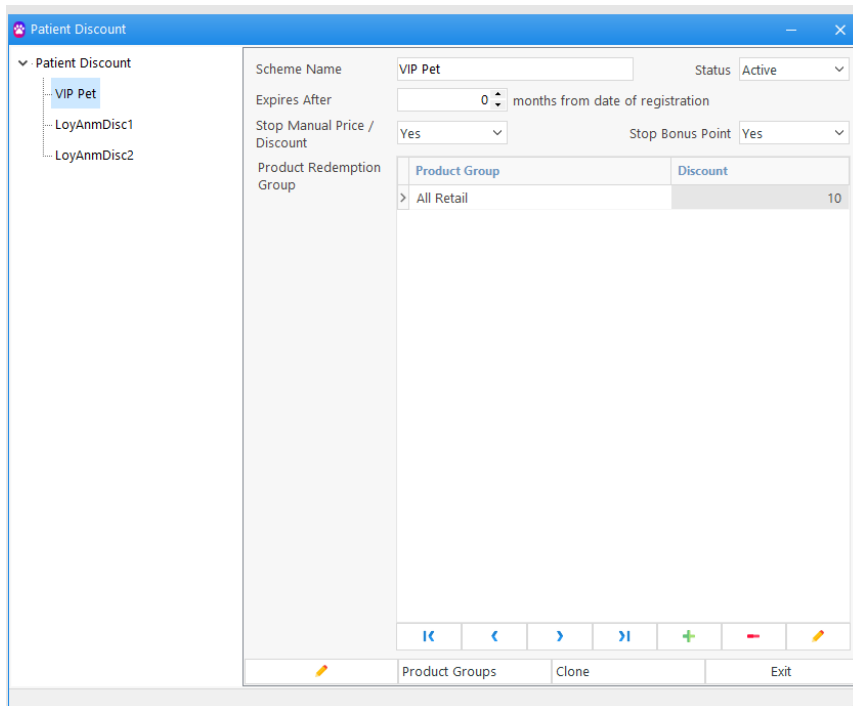 Patient Discount
Patient Discount
VIP Pet
LoyAnmDisc1
LoyAnmDisc2
Scheme Name VIP Pet Status Active
Expires After 0 months from date of registration
Stop Manual Price /
Discount Yes Stop Bonus Point Yes
Product Redemption
Group
Product Group Discount
All Retail 10
Product Groups Clone Exit